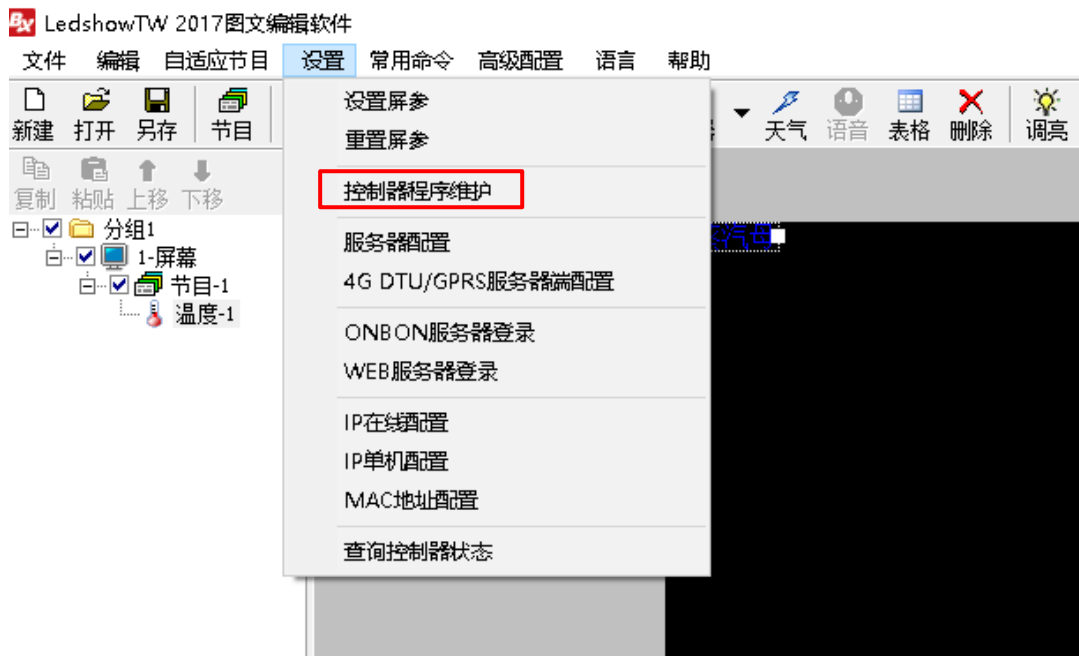 BX LedshowTW 2017图文编辑软件
文件 编辑 自适应节目 设置 常用命令 高级配置 语言 帮助
新建 打开 另存 节目 天气 语音 表格 删除 调亮
复制 粘贴 上移 下移
设置屏参
重置屏参
控制器程序维护
服务器配置
4G DTU/GPRS服务器端配置
ONBON服务器登录
WEB服务器登录
IP在线配置
IP单机配置
MAC地址配置
查询控制器状态
分组1
1-屏幕
节目-1
温度-1
汽母